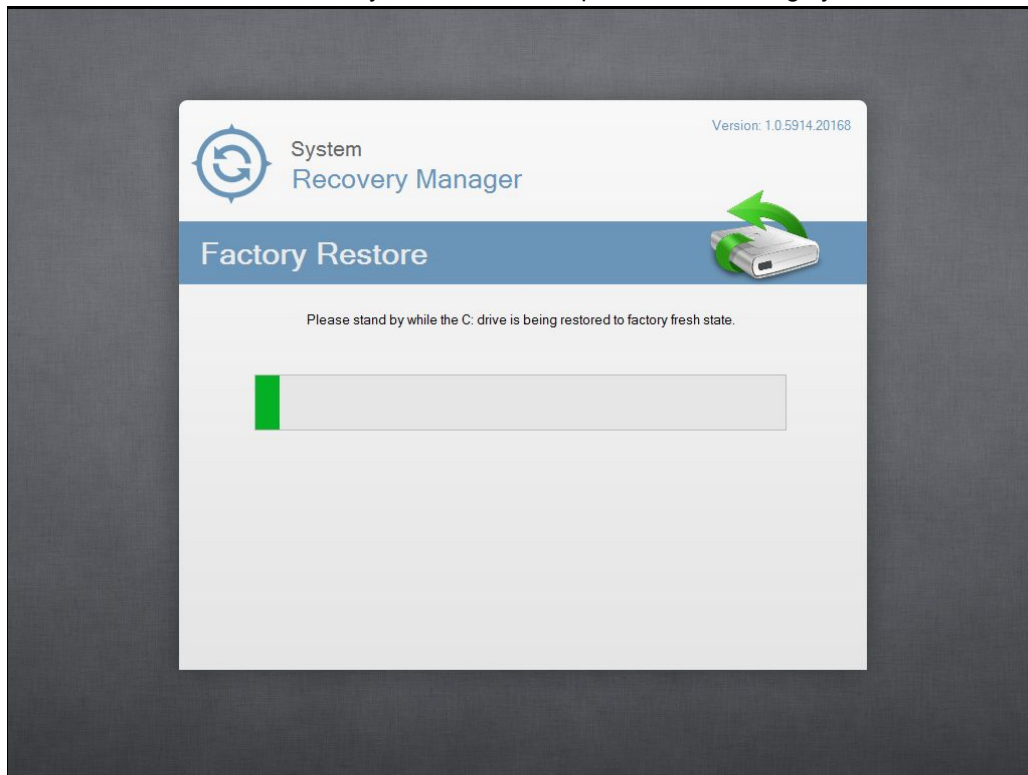 Version: 1.0.5914.20168
System
Recovery Manager
Factory Restore
Please stand by while the C: drive is being restored to factory fresh state.